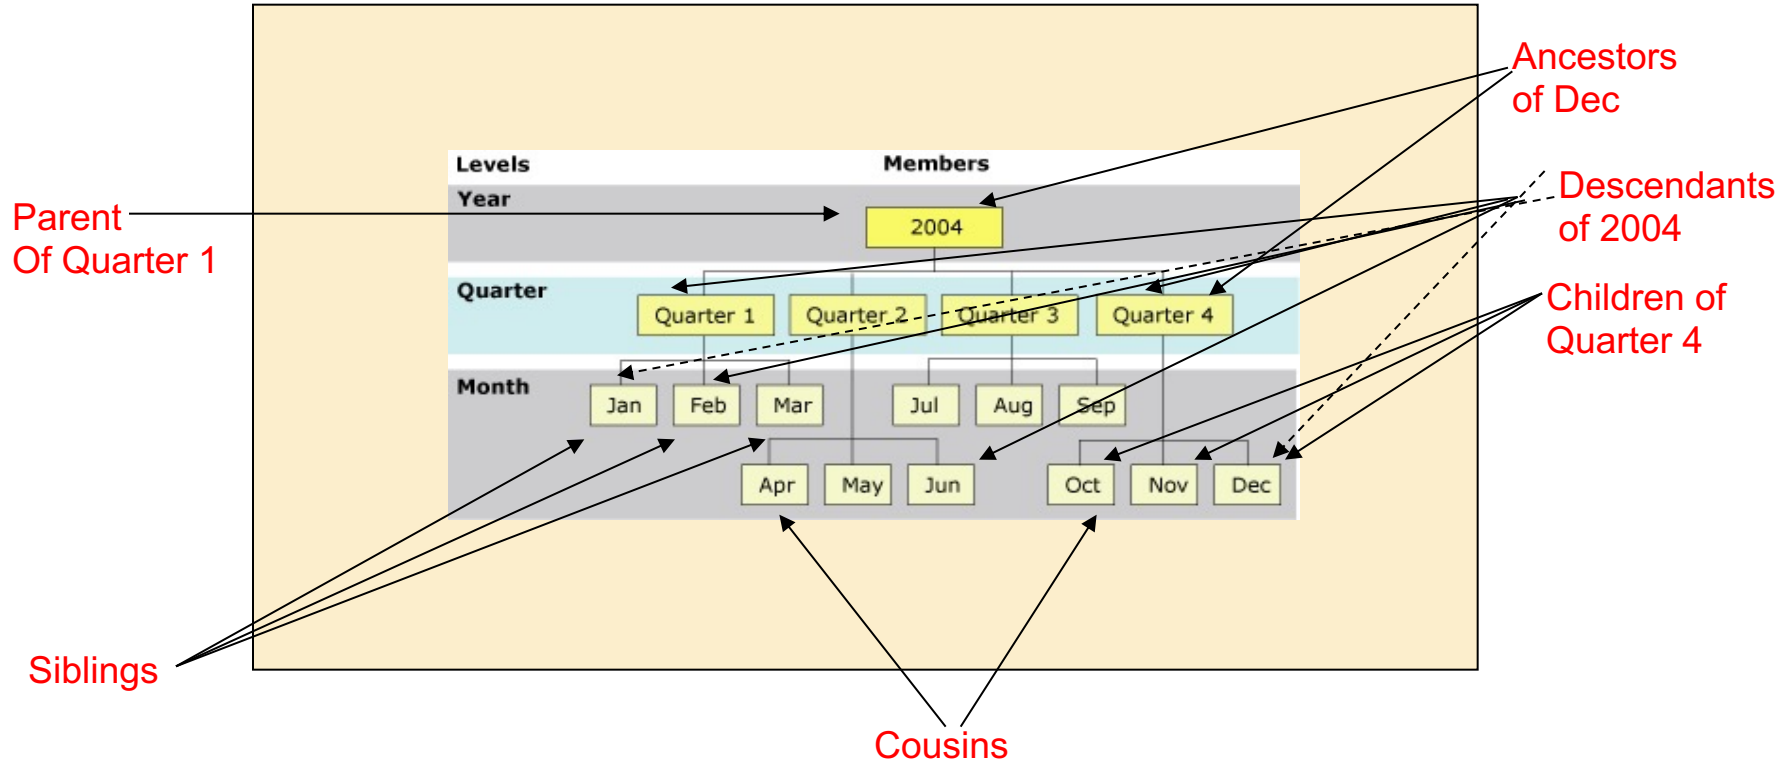 Ancestors
of Dec
Levels
Members
Year
Descendants
of 2004
Parent
Of Quarter 1
2004
Quarter
Children of
Quarter 4
Quarter 1
Quarter 2
Quarter 3
Quarter 4
Month
Jan
Feb
Mar
Jul
Aug
Sep
Apr
May
Jun
Oct
Nov
Dec
Siblings
Cousins